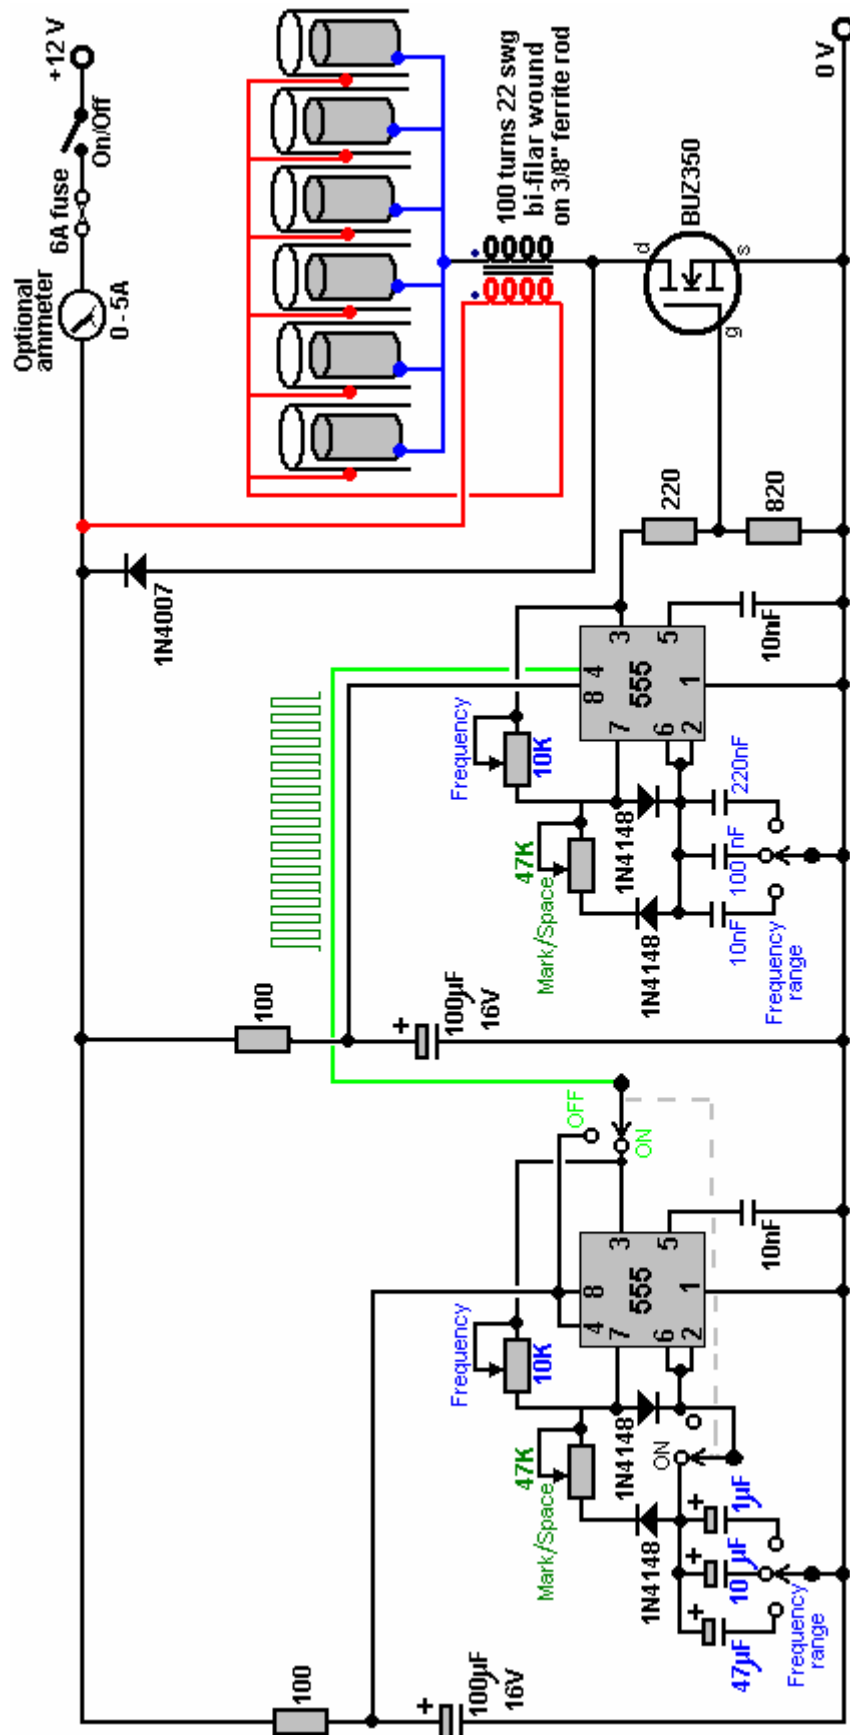 +12 V
On/Off
6A fuse
Optional
ammeter
0 - 5A
100 turns 22 swg
bi-filar wound
on 3/8" ferrite rod
BUZ350
d
s
g
0 V
1N4007
220
820
Frequency
10K
47K
Mark/Space
1N4148
1N4148
555
3
4
8
7
6
2
1
5
10nF
220nF
100 nF
10nF
Frequency
range
100
100µF
16V
+
OFF
ON
Frequency
10K
47K
Mark/Space
1N4148
1N4148
555
3
8
4
7
6
2
1
5
10nF
ON
+
1µF
+
10 µF
+
47µF
Frequency
range
100
100µF
16V
+